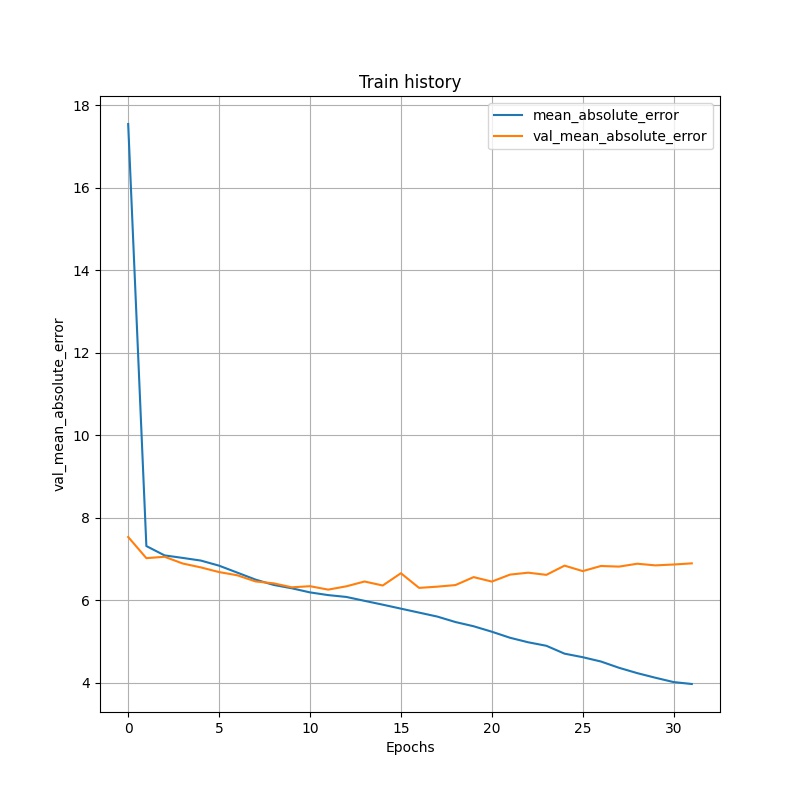 Train history
mean_absolute_error
val_mean_absolute_error
val_mean_absolute_error
18
16
14
12
10
8
6
4
0 5 10 15 20 25 30
Epochs